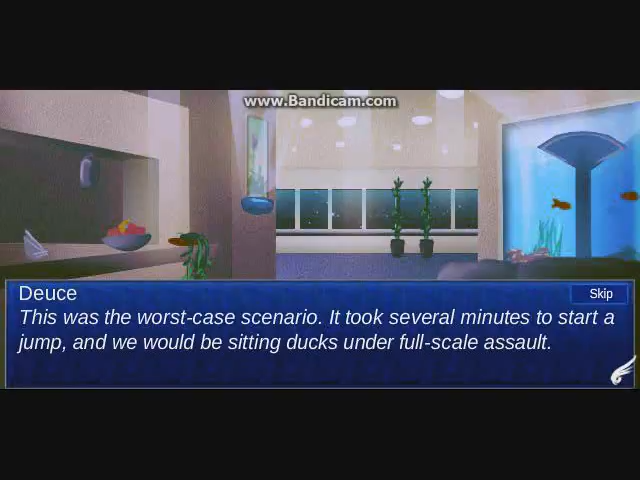 www.Bandicam.com
Deuce
Skip
This was the worst-case scenario. It took several minutes to start a
jump, and we would be sitting ducks under full-scale assault.